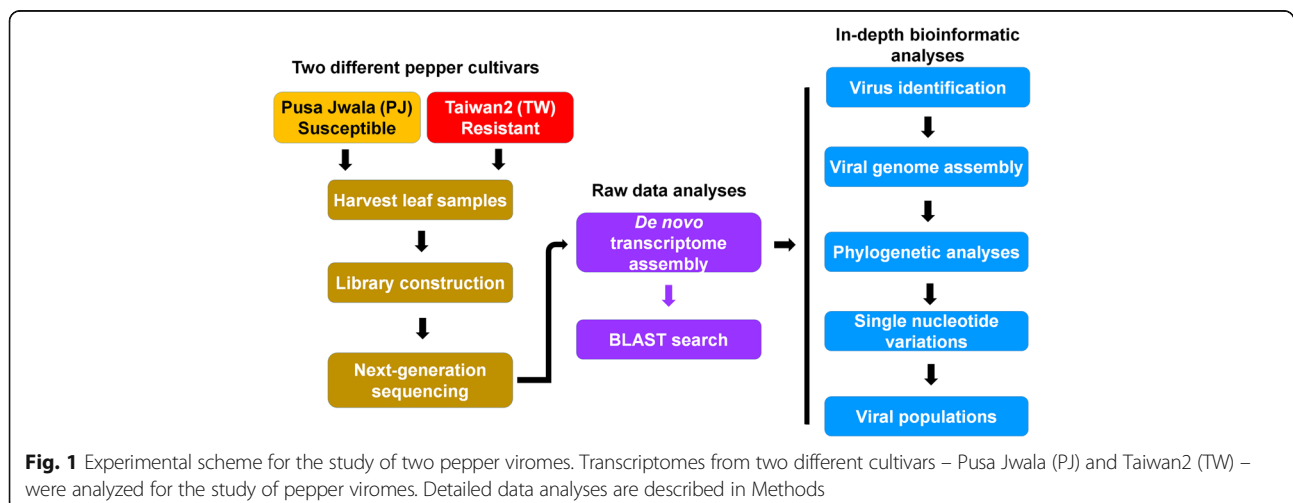 Two different pepper cultivars
Pusa Jwala (PJ)
Susceptible
Taiwan2 (TW)
Resistant
Harvest leaf samples
Library construction
Next-generation
sequencing
Raw data analyses
De novo
transcriptome
assembly
BLAST search
In-depth bioinformatic
analyses
Virus identification
Viral genome assembly
Phylogenetic analyses
Single nucleotide
variations
Viral populations
Fig. 1 Experimental scheme for the study of two pepper viromes. Transcriptomes from two different cultivars – Pusa Jwala (PJ) and Taiwan2 (TW) –
were analyzed for the study of pepper viromes. Detailed data analyses are described in Methods